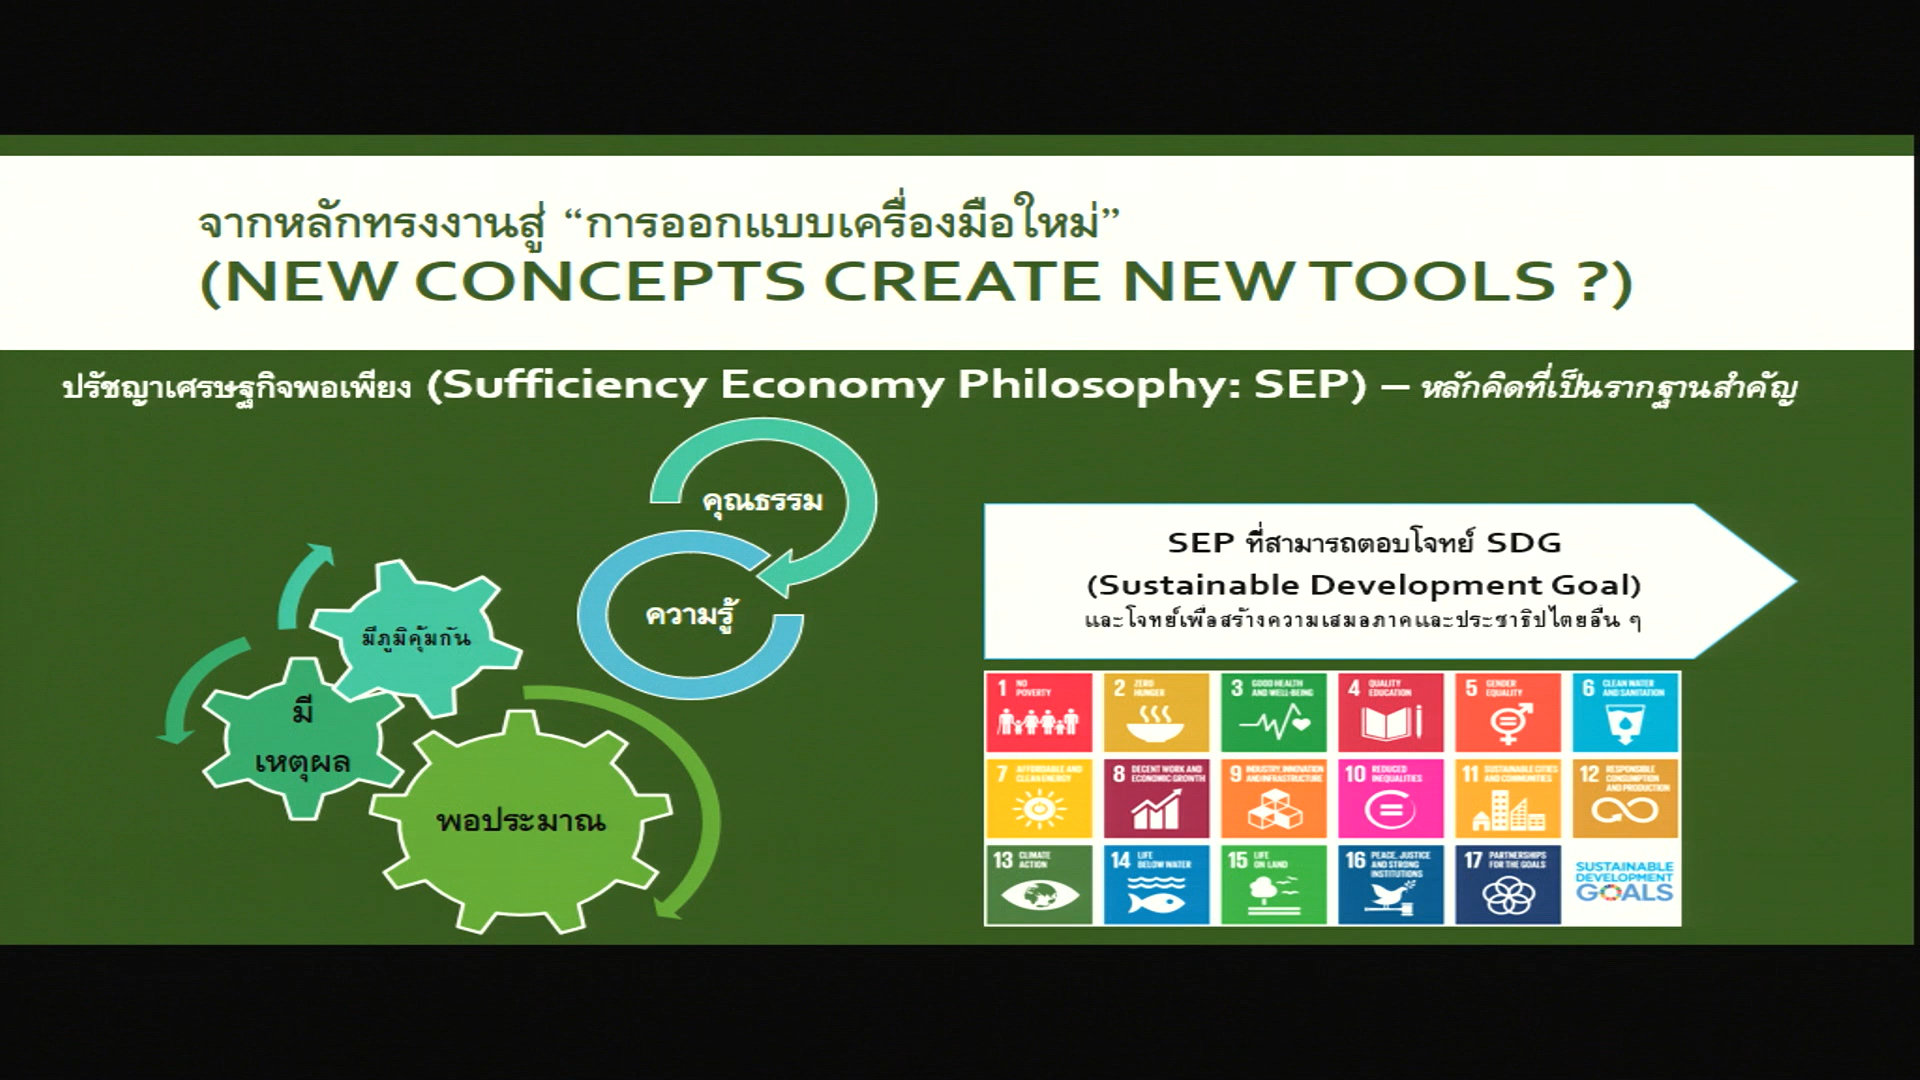 จากหลักทรงงานสู่ “การออกแบบเครื่องมือใหม่”
(NEW CONCEPTS CREATE NEW TOOLS ?)
ปรัชญาเศรษฐกิจพอเพียง (Sufficiency Economy Philosophy: SEP) – หลักคิดที่เป็นรากฐานสำคัญ
คุณธรรม
ความรู้
มีภูมิคุ้มกัน
มี
เหตุผล
พอประมาณ
SEP ที่สามารถตอบโจทย์ SDG
(Sustainable Development Goal)
และโจทย์เพื่อสร้างความเสมอภาคและประชาธิปไตยอื่น ๆ
1 NO
POVERTY
2 ZERO
HUNGER
3 GOOD HEALTH
AND WELL-BEING
4 QUALITY
EDUCATION
5 GENDER
EQUALITY
6 CLEAN WATER
AND SANITATION
7 AFFORDABLE AND
CLEAN ENERGY
8 DECENT WORK AND
ECONOMIC GROWTH
9 INDUSTRY, INNOVATION
AND INFRASTRUCTURE
10 REDUCED
INEQUALITIES
11 SUSTAINABLE CITIES
AND COMMUNITIES
12 RESPONSIBLE
CONSUMPTION
AND PRODUCTION
13 CLIMATE
ACTION
14 LIFE
BELOW WATER
15 LIFE
ON LAND
16 PEACE, JUSTICE
AND STRONG
INSTITUTIONS
17 PARTNERSHIPS
FOR THE GOALS
SUSTAINABLE
DEVELOPMENT
GOALS